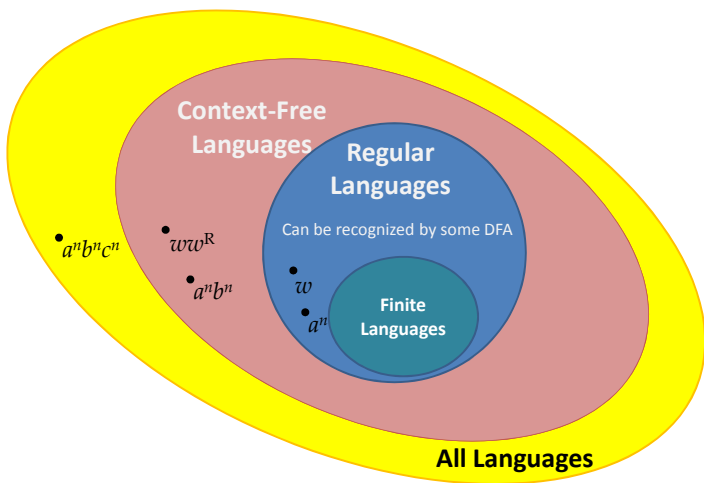 Context-Free
Languages
Regular
Languages
Can be recognized by some DFA
aⁿbⁿcⁿ
wwᴿ
aⁿbⁿ
w
aⁿ
Finite
Languages
All Languages